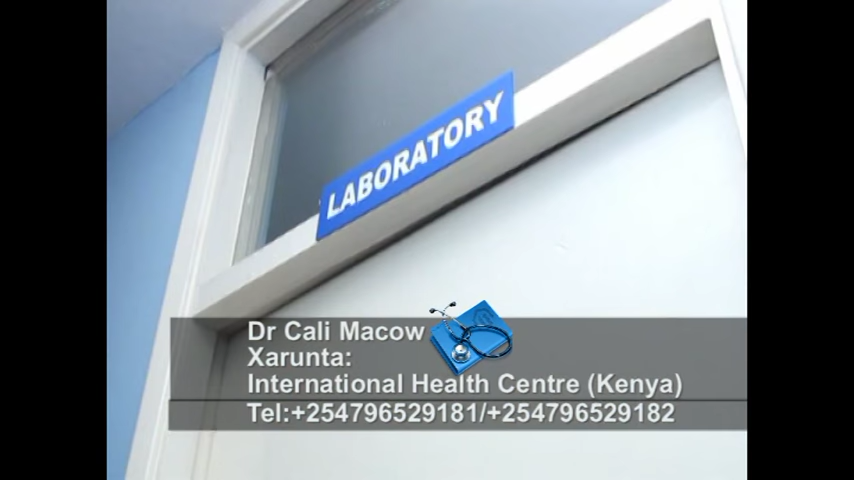 LABORATORY
Dr Cali Macow
Xarunta:
International Health Centre (Kenya)
Tel:+254796529181/+254796529182